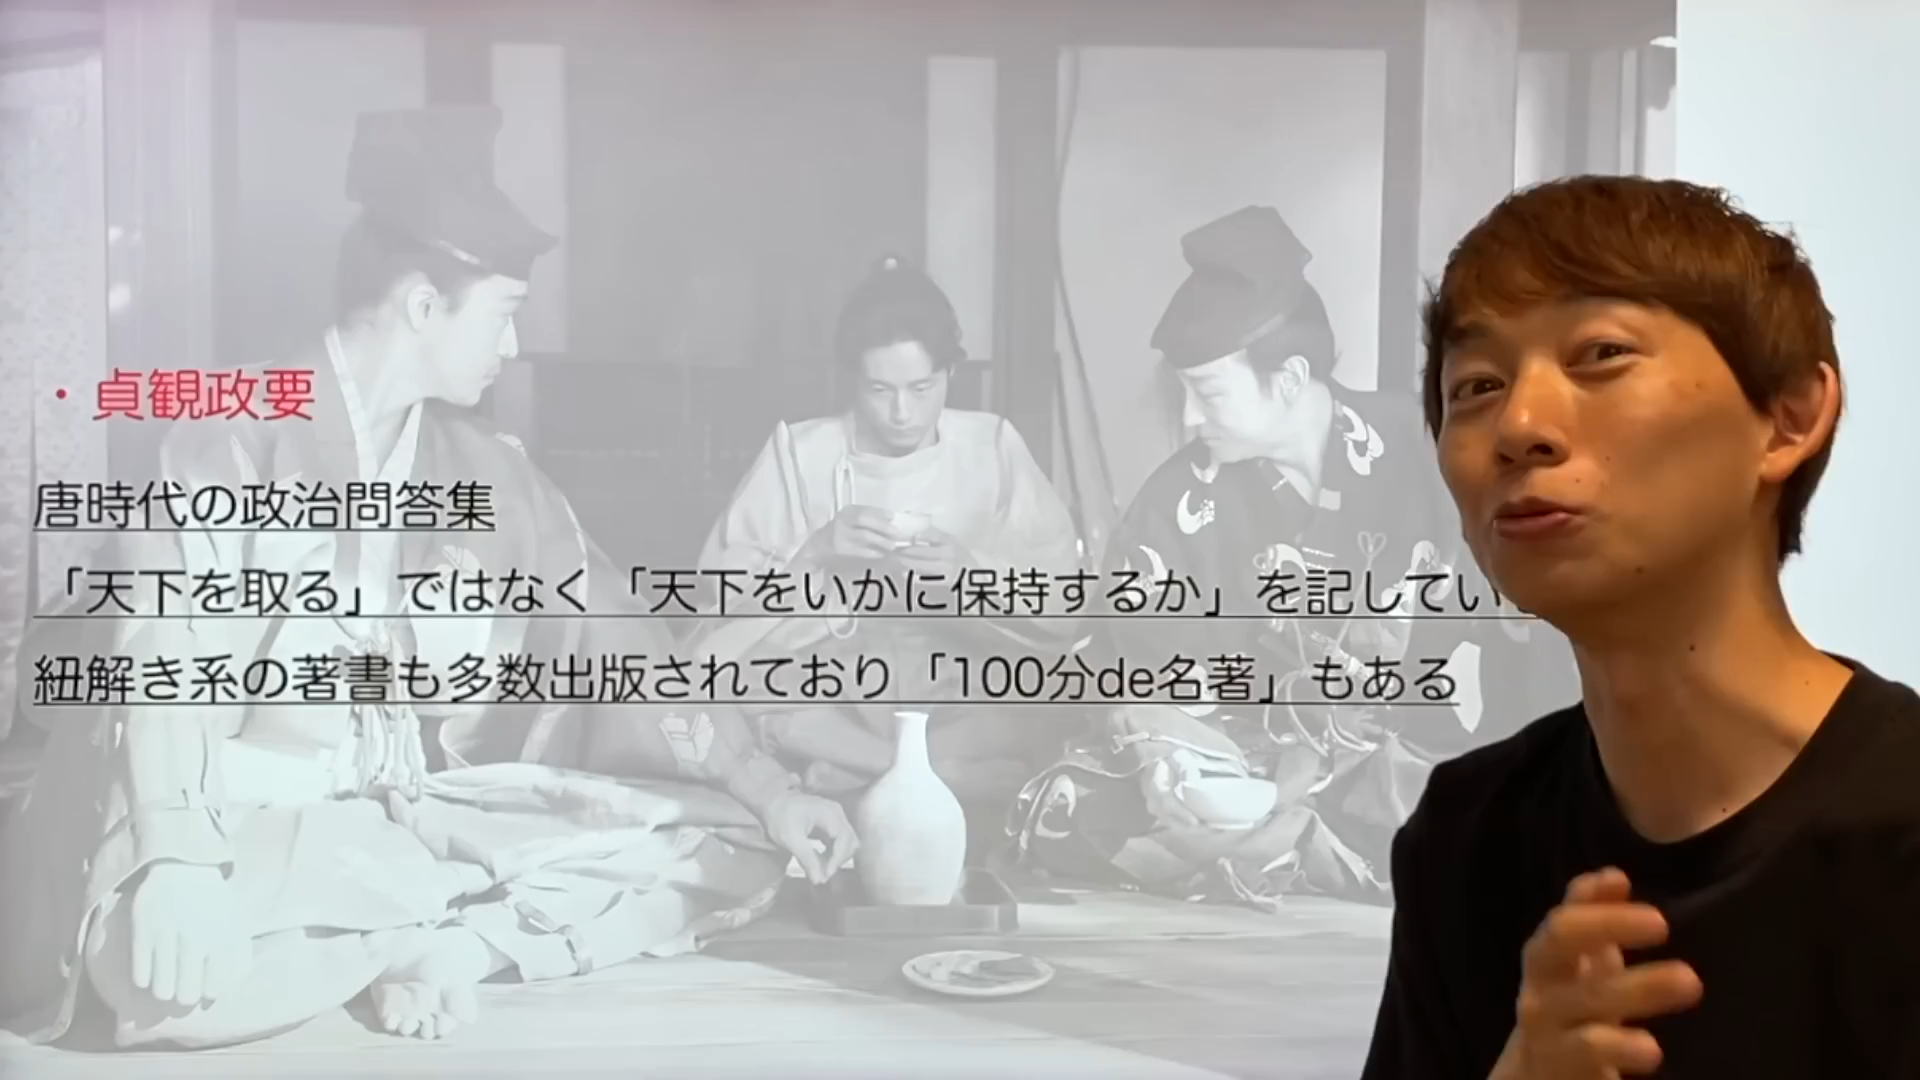 ・貞観政要
唐時代の政治問答集
「天下を取る」ではなく「天下をいかに保持するか」を記してい
紐解き系の著書も多数出版されており「100分de名著」もある